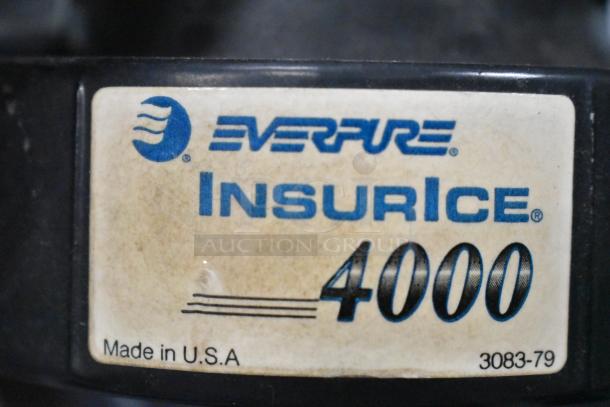 EVERPURE®
INSURICE®
AUCTION GROUP
4000
Made in U.S.A
3083-79